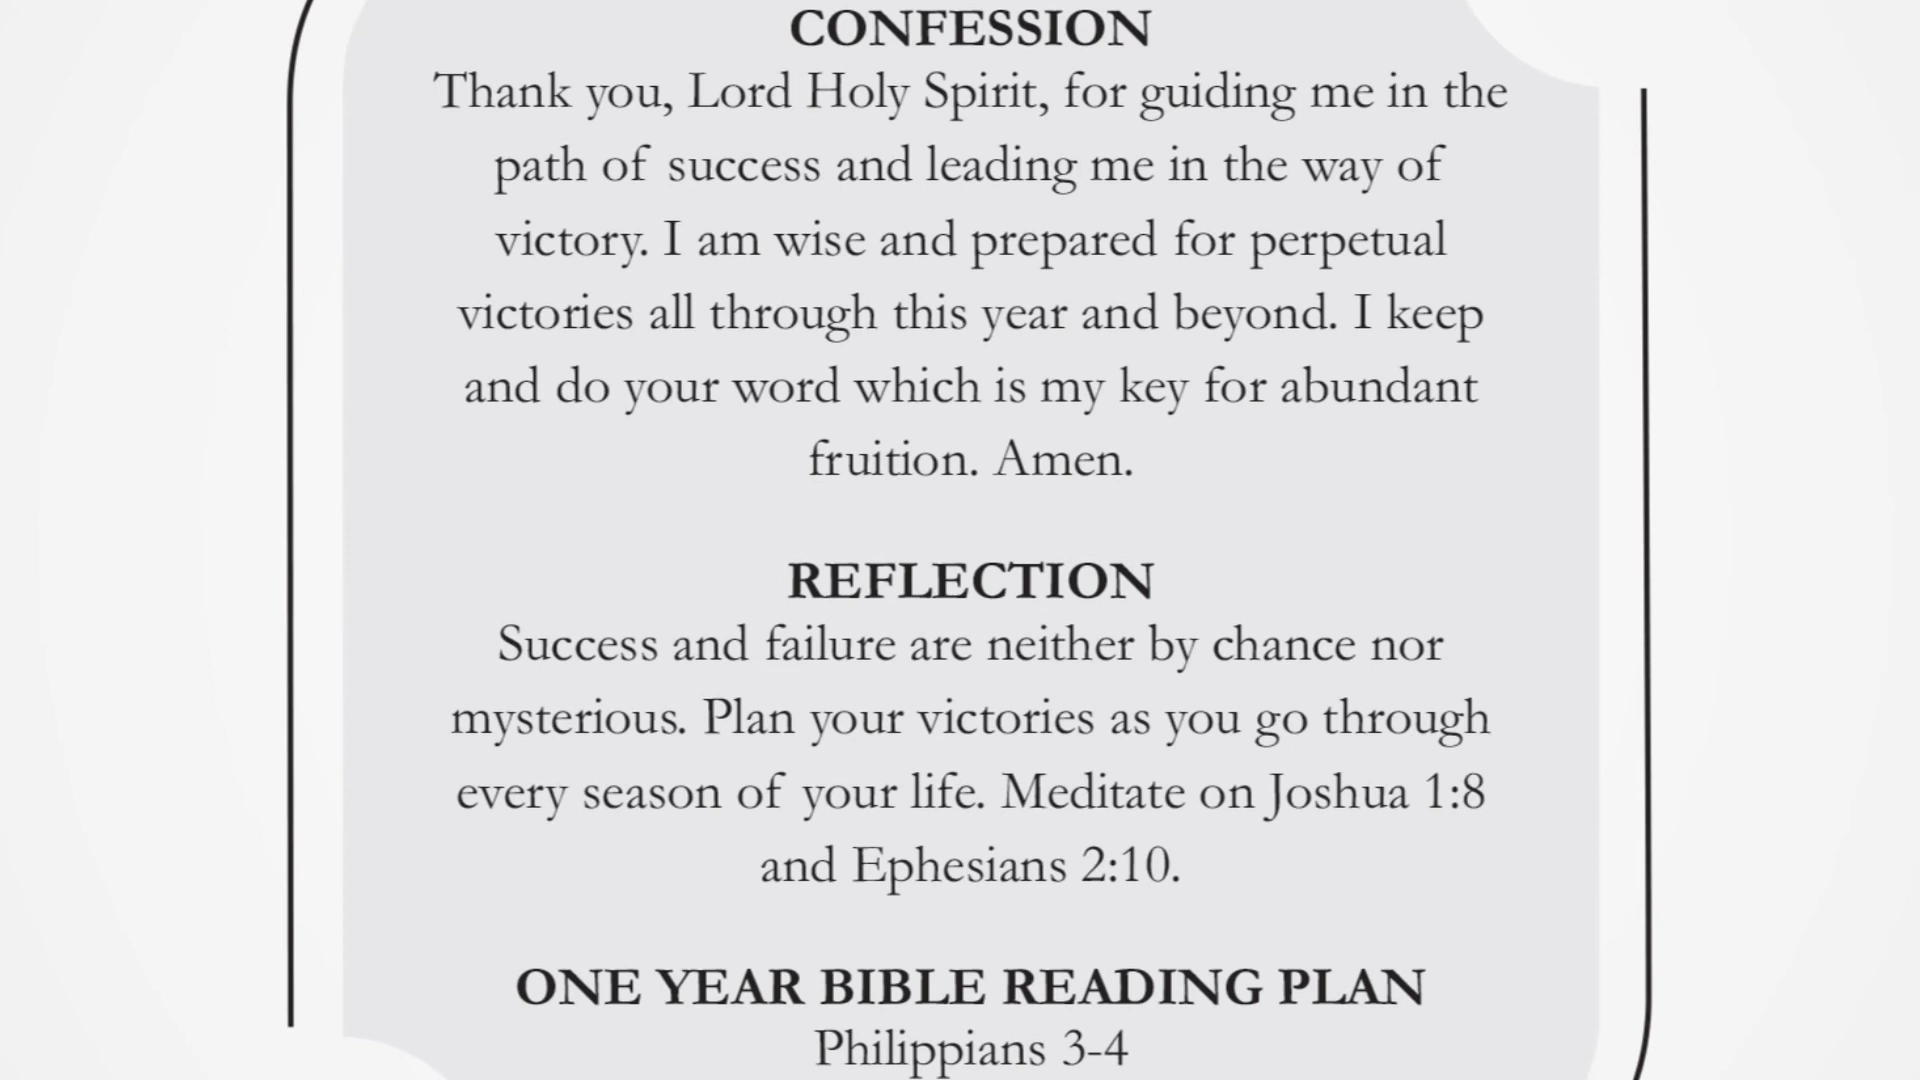 CONFESSION
Thank you, Lord Holy Spirit, for guiding me in the
path of success and leading me in the way of
victory. I am wise and prepared for perpetual
victories all through this year and beyond. I keep
and do your word which is my key for abundant
fruition. Amen.
REFLECTION
Success and failure are neither by chance nor
mysterious. Plan your victories as you go through
every season of your life. Meditate on Joshua 1:8
and Ephesians 2:10.
ONE YEAR BIBLE READING PLAN
Philippians 3-4